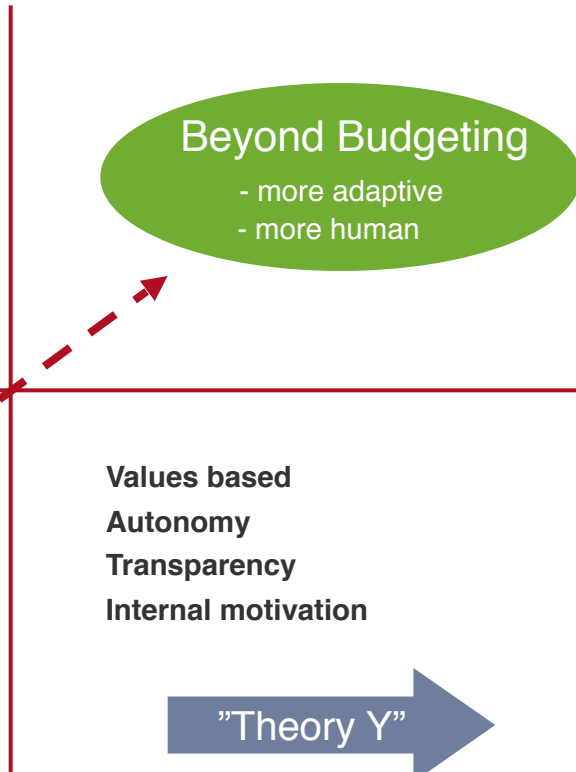 Beyond Budgeting
- more adaptive
- more human
Values based
Autonomy
Transparency
Internal motivation
”Theory Y”